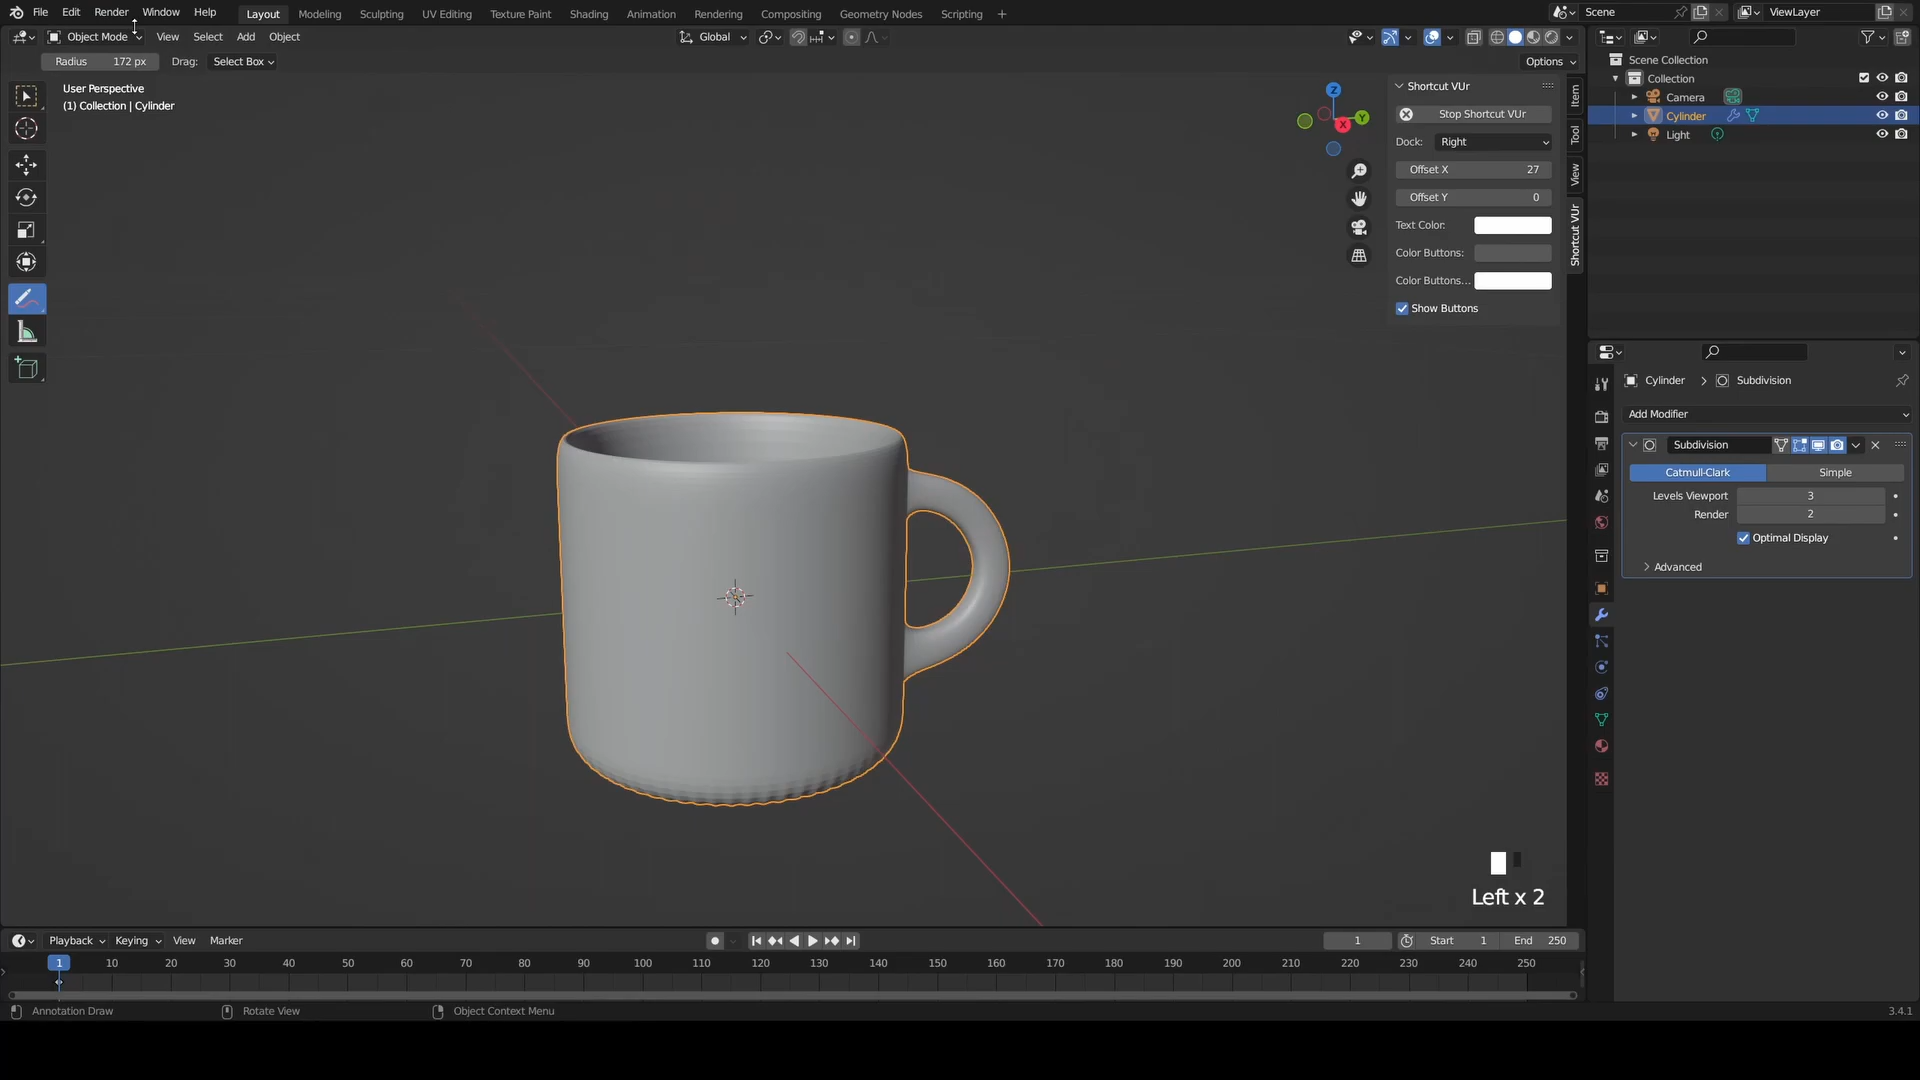 File Edit Render Window Help Layout Modeling Sculpting UV Editing Texture Paint Shading Animation Rendering Compositing Geometry Nodes Scripting + Scene ViewLayer
Object Mode View Select Add Object Global
Radius 172 px Drag: Select Box Options
User Perspective
(1) Collection | Cylinder
Z
Y
X
Shortcut VUr
Stop Shortcut VUr
Dock: Right
Offset X 27
Offset Y 0
Text Color:
Color Buttons:
Color Buttons...
Show Buttons
Item
Tool
View
Shortcut VUr
Scene Collection
Collection
Camera
Cylinder
Light
Cylinder > Subdivision
Add Modifier
Subdivision
Catmull-Clark Simple
Levels Viewport 3
Render 2
Optimal Display
Advanced
Left x 2
Playback Keying View Marker 1 Start 1 End 250
1 10 20 30 40 50 60 70 80 90 100 110 120 130 140 150 160 170 180 190 200 210 220 230 240 250
Annotation Draw Rotate View Object Context Menu 3.4.1